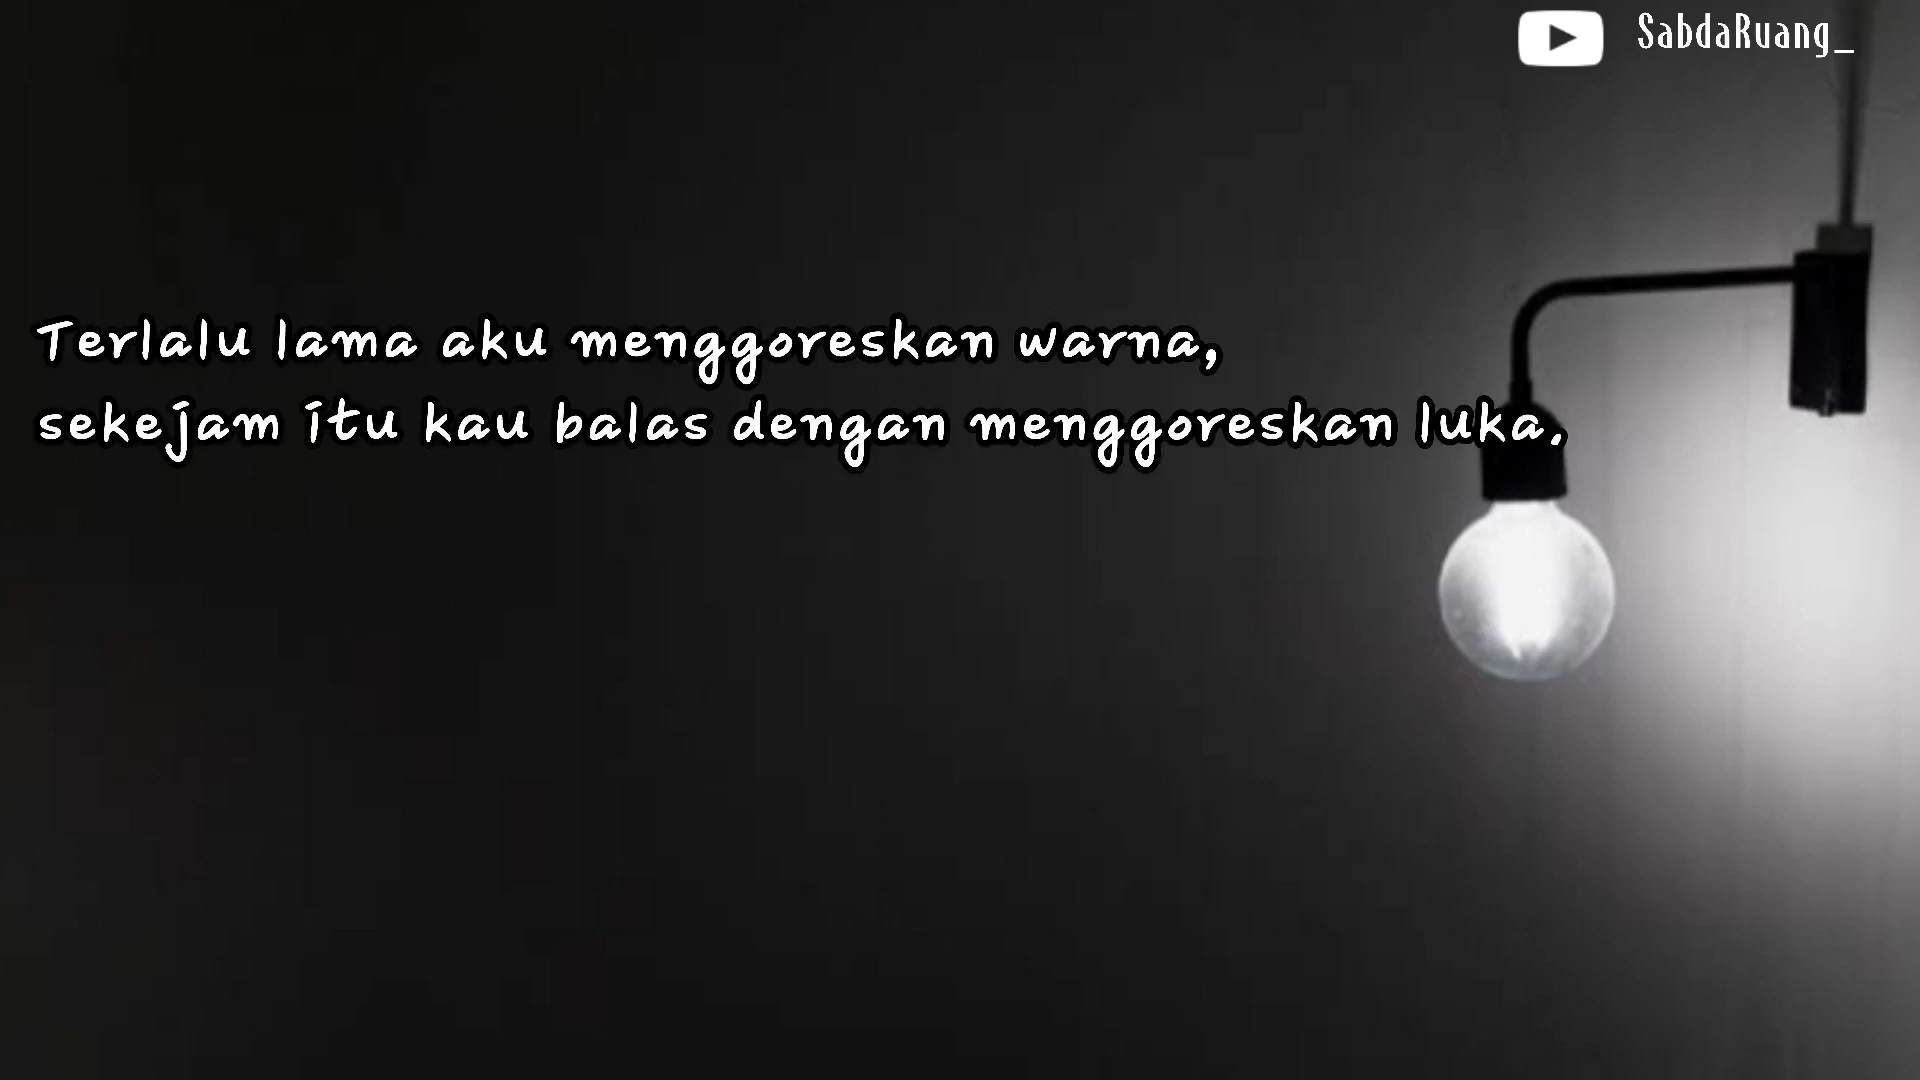 SabdaRuang_
Terlalu lama aku menggoreskan warna,
sekejam itu kau balas dengan menggoreskan luka.